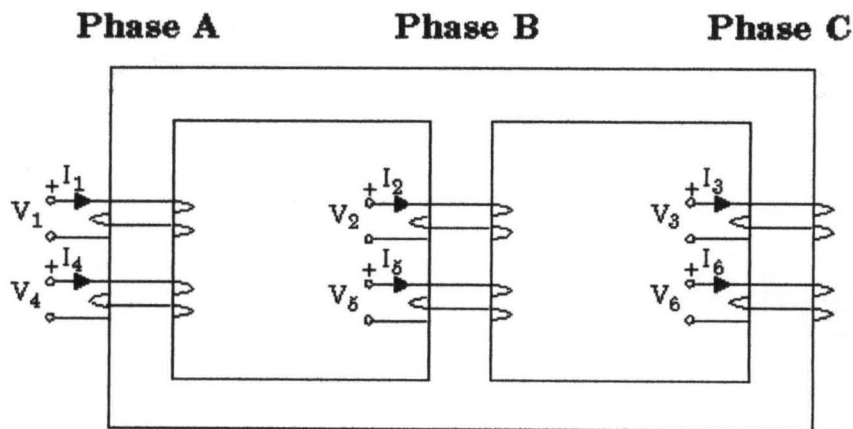 Phase A Phase B Phase C
+ I1 + I2 + I3
V1 V2 V3
+ I4 + I5 + I6
V4 V5 V6